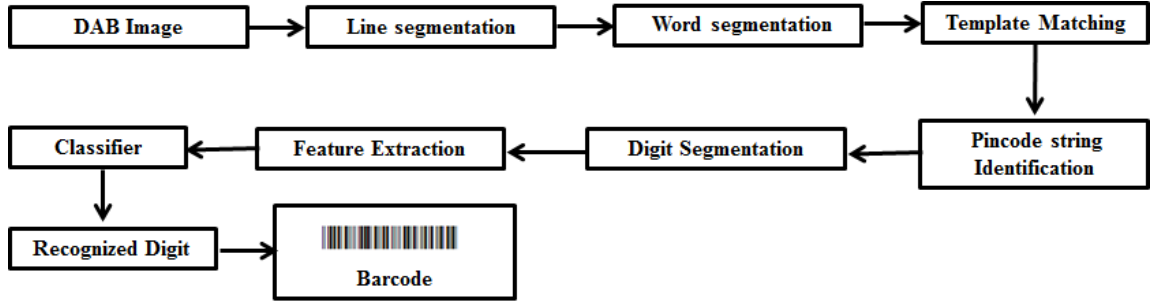 DAB Image
Line segmentation
Word segmentation
Template Matching
Pincode string
Identification
Digit Segmentation
Feature Extraction
Classifier
Recognized Digit
Barcode